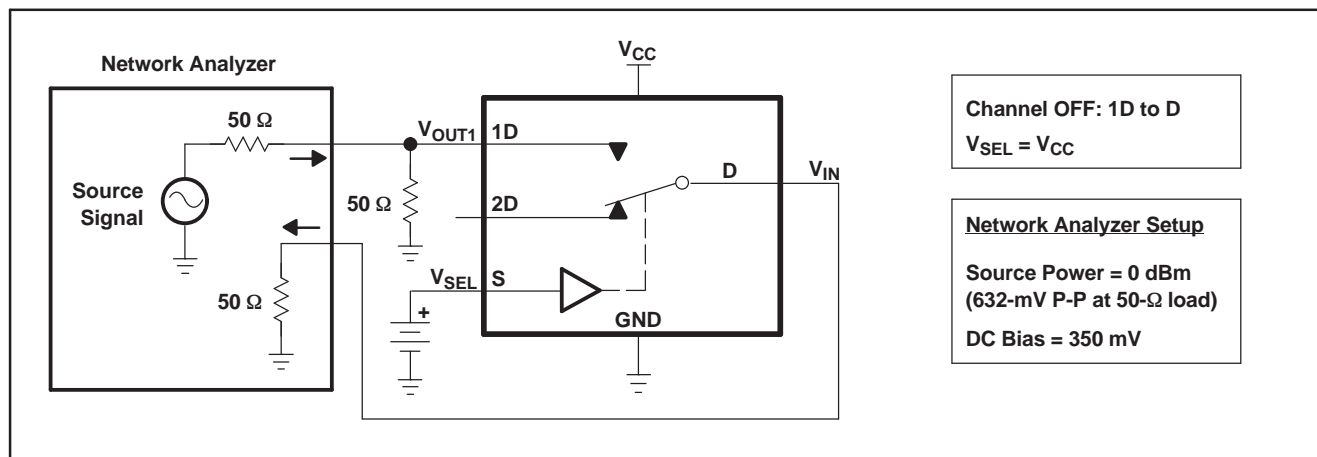 Network Analyzer
50 Ω
Source
Signal
50 Ω
50 Ω
V_OUT1
1D
2D
V_SEL
S
+
V_CC
GND
D
V_IN
Channel OFF: 1D to D
V_SEL = V_CC
Network Analyzer Setup
Source Power = 0 dBm
(632-mV P-P at 50-Ω load)
DC Bias = 350 mV